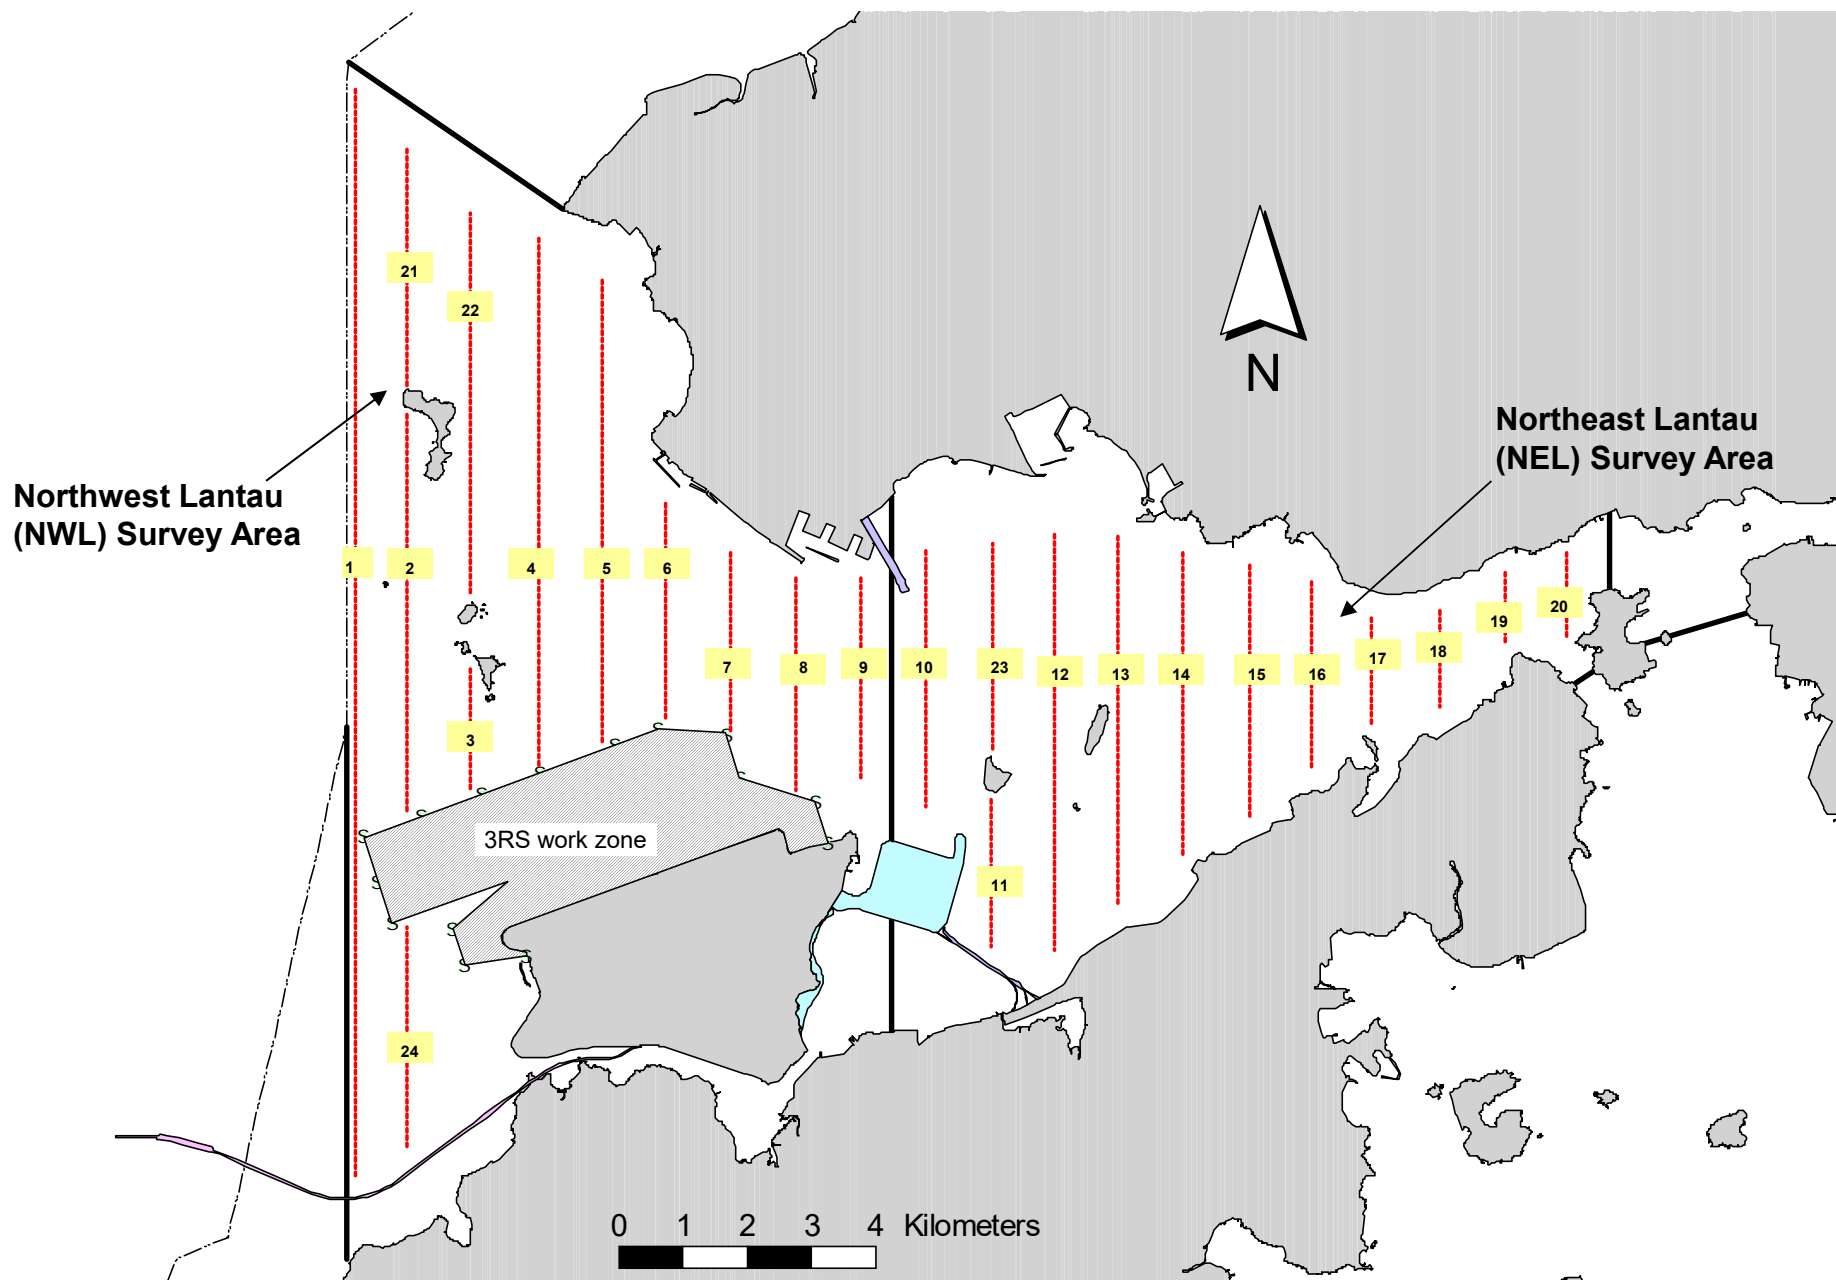 21
22
N
Northeast Lantau
(NEL) Survey Area
Northwest Lantau
(NWL) Survey Area
1
2
4
5
6
7
8
9
10
23
12
13
14
15
16
17
18
19
20
3
3RS work zone
11
24
0 1 2 3 4 Kilometers
S
S
S
S
S
S
S
S
S
S
S
S
S
S